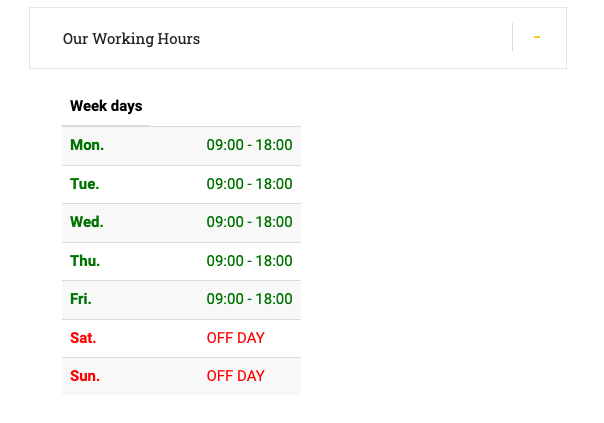 Our Working Hours
-
Week days
Mon. 09:00 - 18:00
Tue. 09:00 - 18:00
Wed. 09:00 - 18:00
Thu. 09:00 - 18:00
Fri. 09:00 - 18:00
Sat. OFF DAY
Sun. OFF DAY